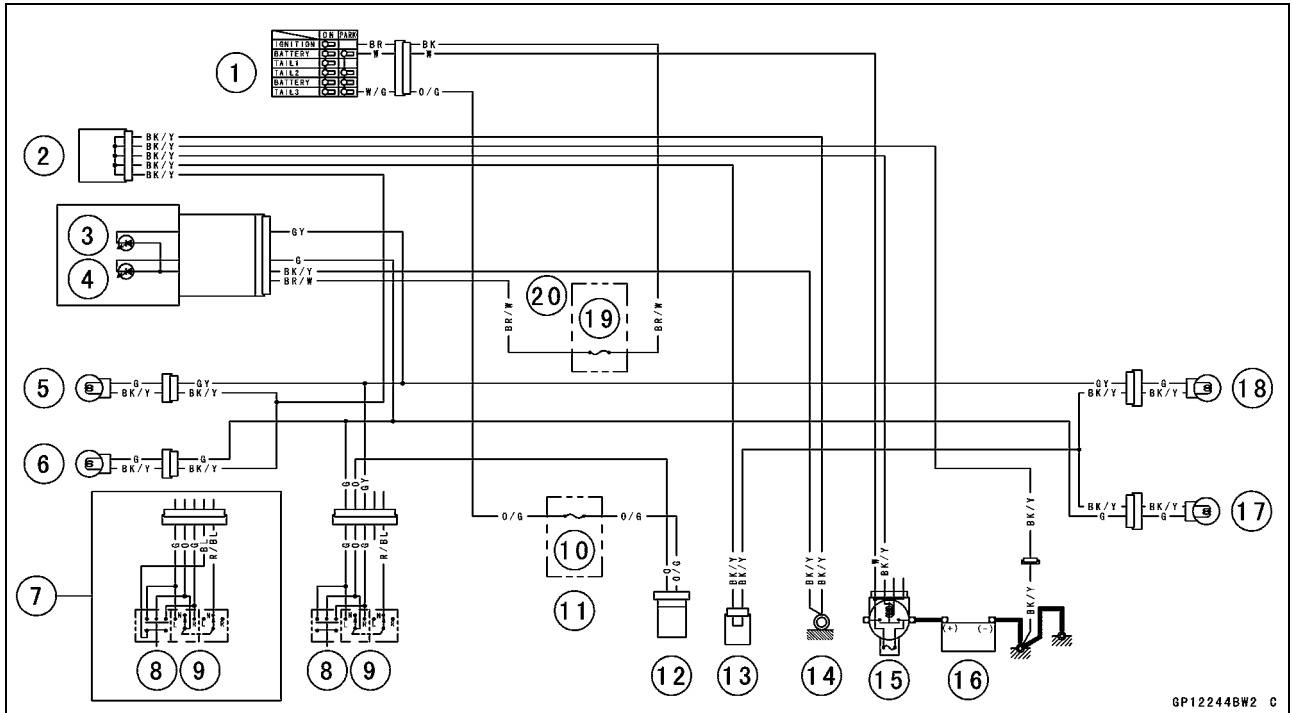 ON PARK
IGNITION
BATTERY
TAIL1
TAIL2
BATTERY
TAIL3
BR
W
W/G
BK
W
O/G
1
2
BK/Y
BK/Y
BK/Y
BK/Y
BK/Y
3
4
GY
G
BK/Y
BR/W
BR/W
20
19
BR/W
5
G
BK/Y
GY
BK/Y
GY
BK/Y
G
BK/Y
18
6
G
BK/Y
G
BK/Y
G
O
GY
BK/Y
G
BK/Y
G
17
7
G
O
G
BL
R/BL
G
O
G
R/BL
8
9
8
9
O/G
O/G
10
11
O
O/G
12
BK/Y
BK/Y
13
BK/Y
BK/Y
14
W
BK/Y
15
(+)
(-)
16
BK/Y
BK/Y
GP12244BW2 C